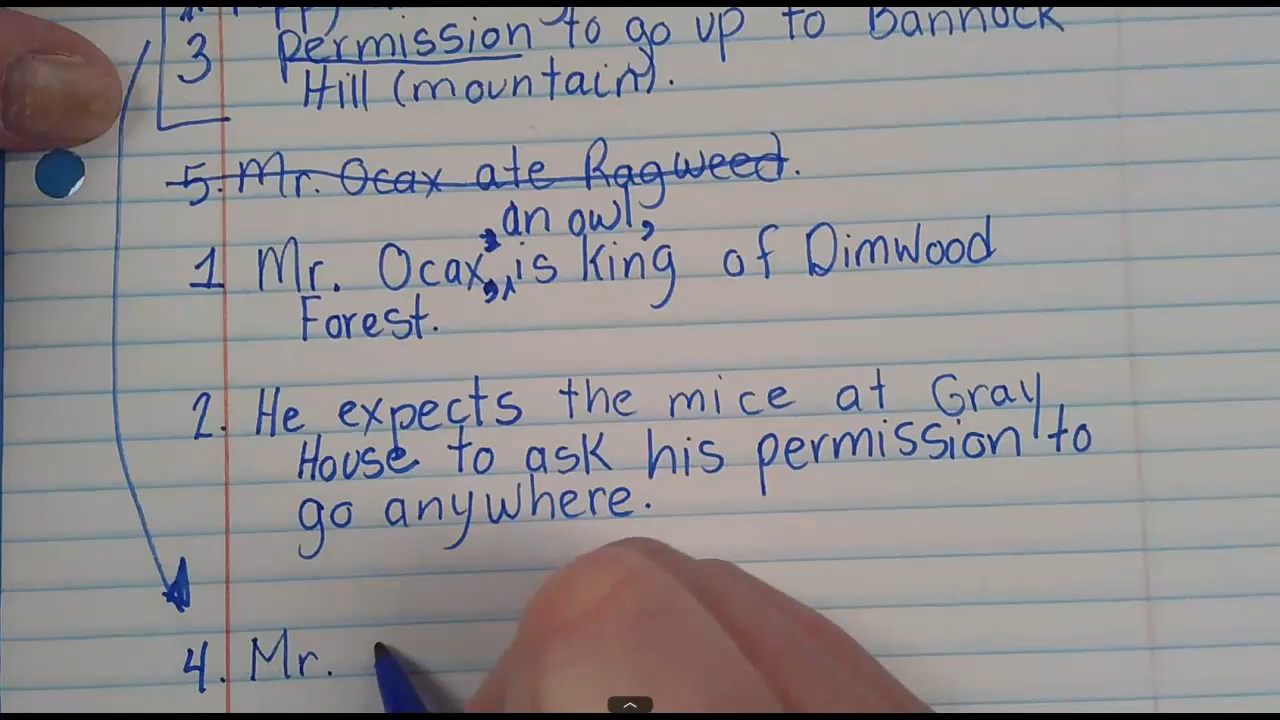 3 permission to go up to Bannock
Hill (mountain).
5. Mr. Ocax ate Ragweed.
an owl,
1 Mr. Ocax, is king of Dimwood
Forest.
2. He expects the mice at Gray
House to ask his permission to
go anywhere.
4. Mr.